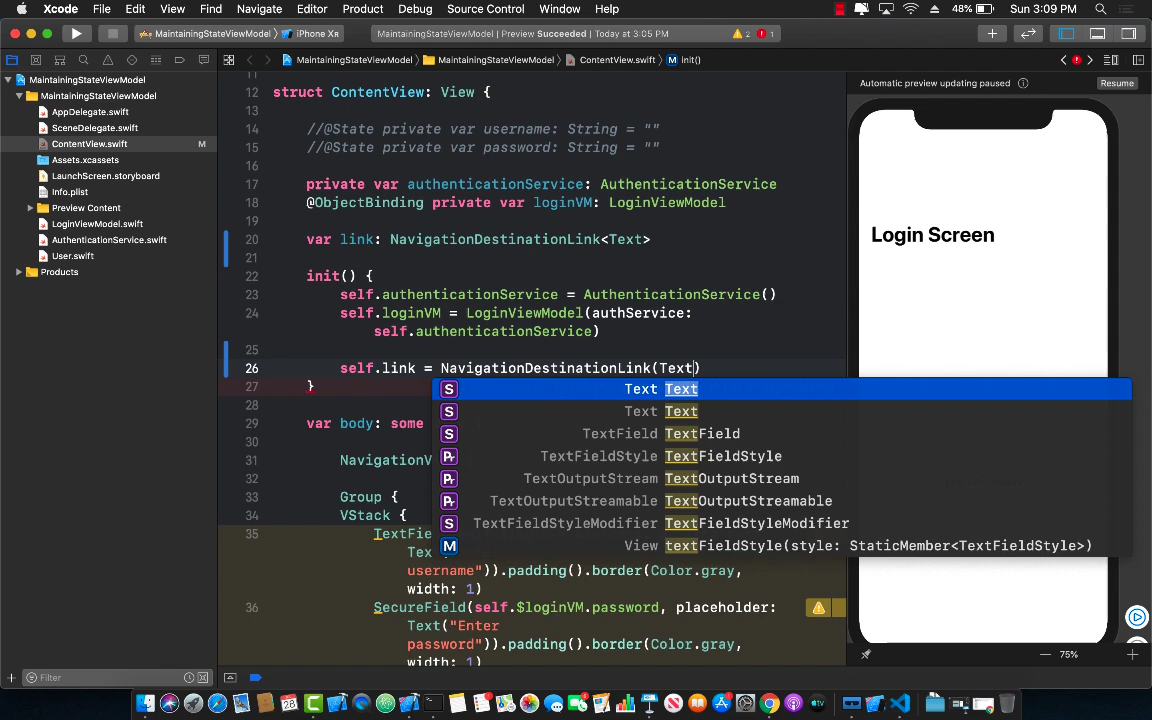 Xcode File Edit View Find Navigate Editor Product Debug Source Control Window Help 48% Sun 3:09 PM
MaintainingStateViewModel iPhone XR MaintainingStateViewModel | Preview Succeeded | Today at 3:05 PM 2 1
MaintainingStateViewModel MaintainingStateViewModel ContentView.swift M init()
MaintainingStateViewModel
MaintainingStateViewModel
AppDelegate.swift
SceneDelegate.swift
ContentView.swift M
Assets.xcassets
LaunchScreen.storyboard
Info.plist
Preview Content
LoginViewModel.swift
AuthenticationService.swift
User.swift
Products
Filter
11
12 struct ContentView: View {
13
14 //@State private var username: String = ""
15 //@State private var password: String = ""
16
17 private var authenticationService: AuthenticationService
18 @ObjectBinding private var loginVM: LoginViewModel
19
20 var link: NavigationDestinationLink<Text>
21
22 init() {
23 self.authenticationService = AuthenticationService()
24 self.loginVM = LoginViewModel(authService:
self.authenticationService)
25
26 self.link = NavigationDestinationLink(Text)
27 }
28
29 var body: some
30
31 NavigationV
32
33 Group {
34 VStack {
35 TextFie
Tex
username")).padding().border(Color.gray,
width: 1)
36 SecureField(self.$loginVM.password, placeholder:
Text("Enter
password")).padding().border(Color.gray,
width: 1)
S Text Text
S Text Text
S TextField TextField
Pr TextFieldStyle TextFieldStyle
S TextOutputStream TextOutputStream
Pr TextOutputStreamable TextOutputStreamable
S TextFieldStyleModifier TextFieldStyleModifier
M View textFieldStyle(style: StaticMember<TextFieldStyle>)
Automatic preview updating paused Resume
Login Screen
75%